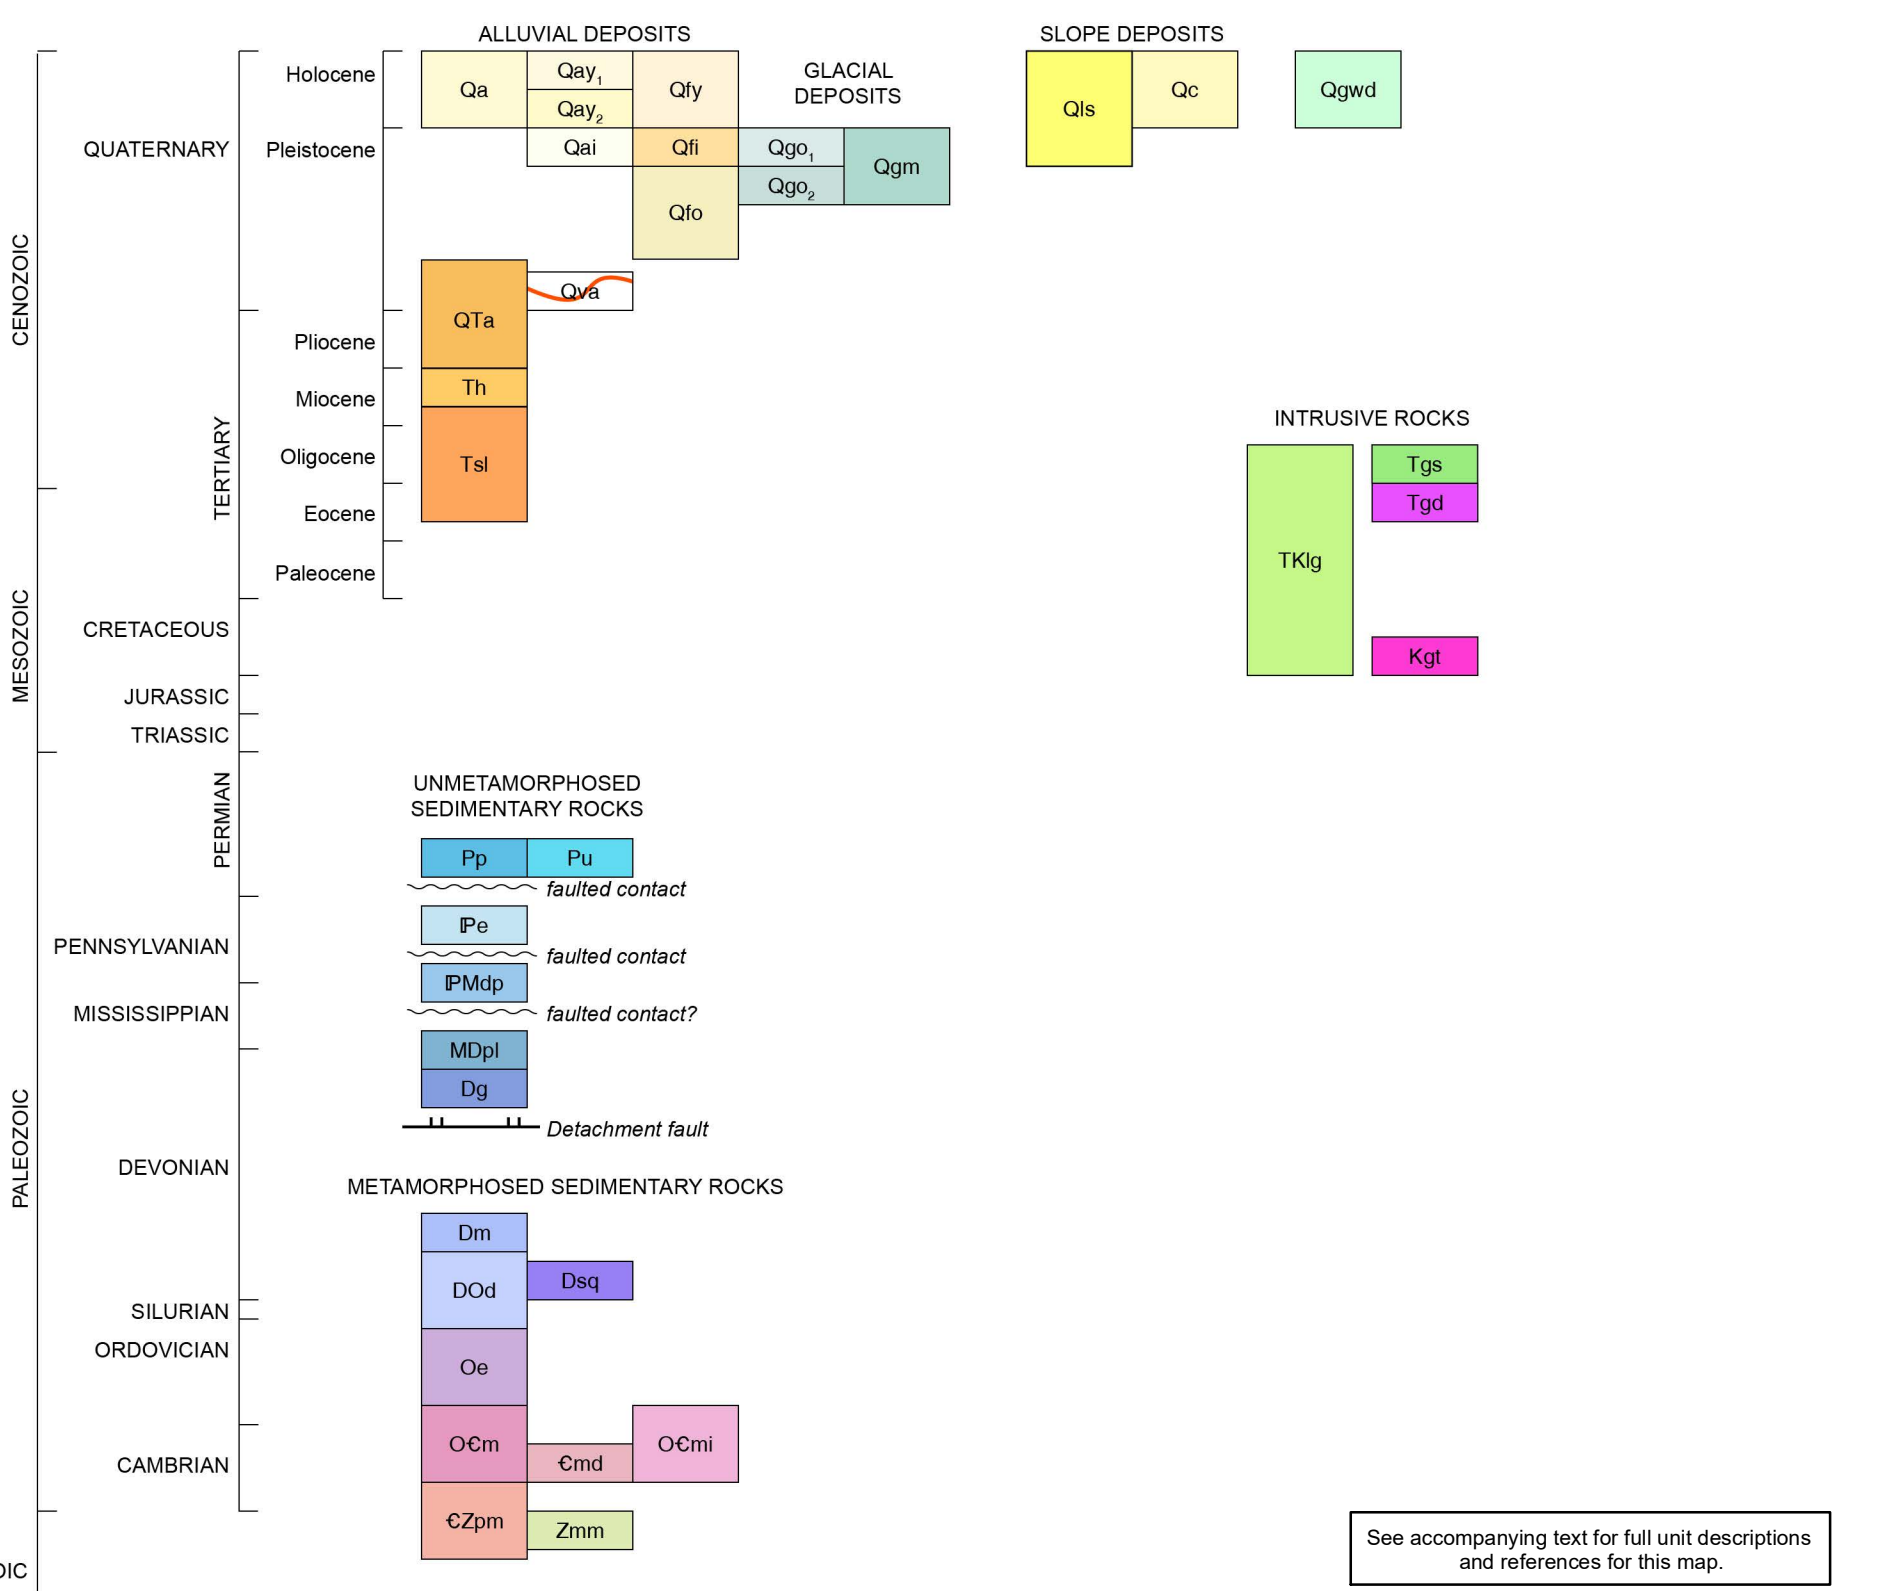 ALLUVIAL DEPOSITS
SLOPE DEPOSITS
Holocene
Qa
Qay1
Qay2
Qfy
GLACIAL
DEPOSITS
Qls
Qc
Qgwd
QUATERNARY
Pleistocene
Qai
Qfi
Qgo1
Qgo2
Qgm
Qfo
CENOZOIC
QTa
Qva
Pliocene
Th
Miocene
TERTIARY
Oligocene
Tsl
Eocene
Paleocene
INTRUSIVE ROCKS
TKlg
Tgs
Tgd
Kgt
MESOZOIC
CRETACEOUS
JURASSIC
TRIASSIC
PERMIAN
UNMETAMORPHOSED
SEDIMENTARY ROCKS
Pp
Pu
faulted contact
ℙe
PENNSYLVANIAN
faulted contact
ℙMdp
MISSISSIPPIAN
faulted contact?
MDpl
Dg
Detachment fault
PALEOZOIC
DEVONIAN
METAMORPHOSED SEDIMENTARY ROCKS
Dm
DOd
Dsq
SILURIAN
ORDOVICIAN
Oe
O€m
€md
O€mi
CAMBRIAN
€Zpm
Zmm
See accompanying text for full unit descriptions
and references for this map.